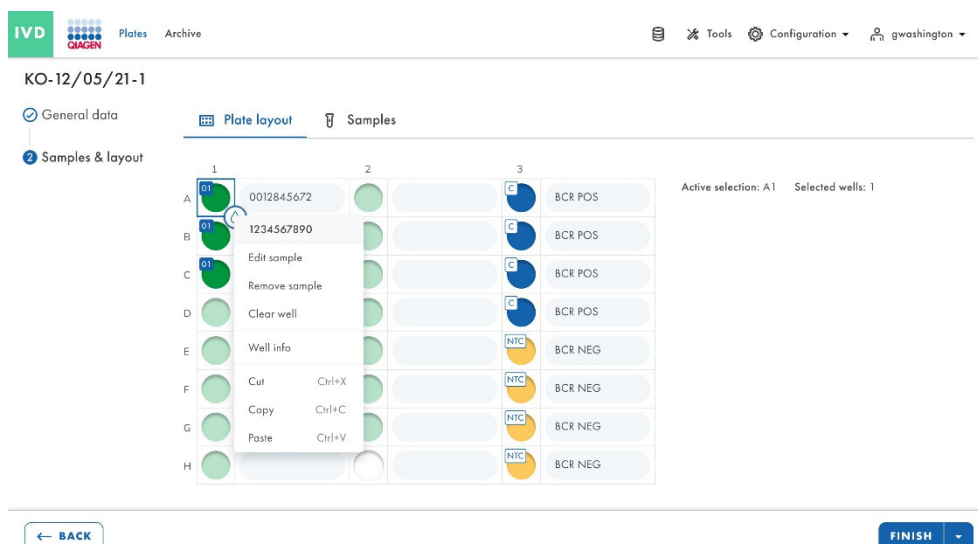 IVD QIAGEN Plates Archive Tools Configuration gwashington
KO-12/05/21-1
General data
Plate layout Samples
2 Samples & layout
1 2 3
Active selection: A1 Selected wells: 1
A 01 0012845672 C BCR POS
B 01 1234567890 C BCR POS
Edit sample
C 01 C BCR POS
Remove sample
D Clear well C BCR POS
E Well info NTC BCR NEG
F Cut Ctrl+X NTC BCR NEG
Copy Ctrl+C
G NTC BCR NEG
Paste Ctrl+V
H NTC BCR NEG
BACK FINISH